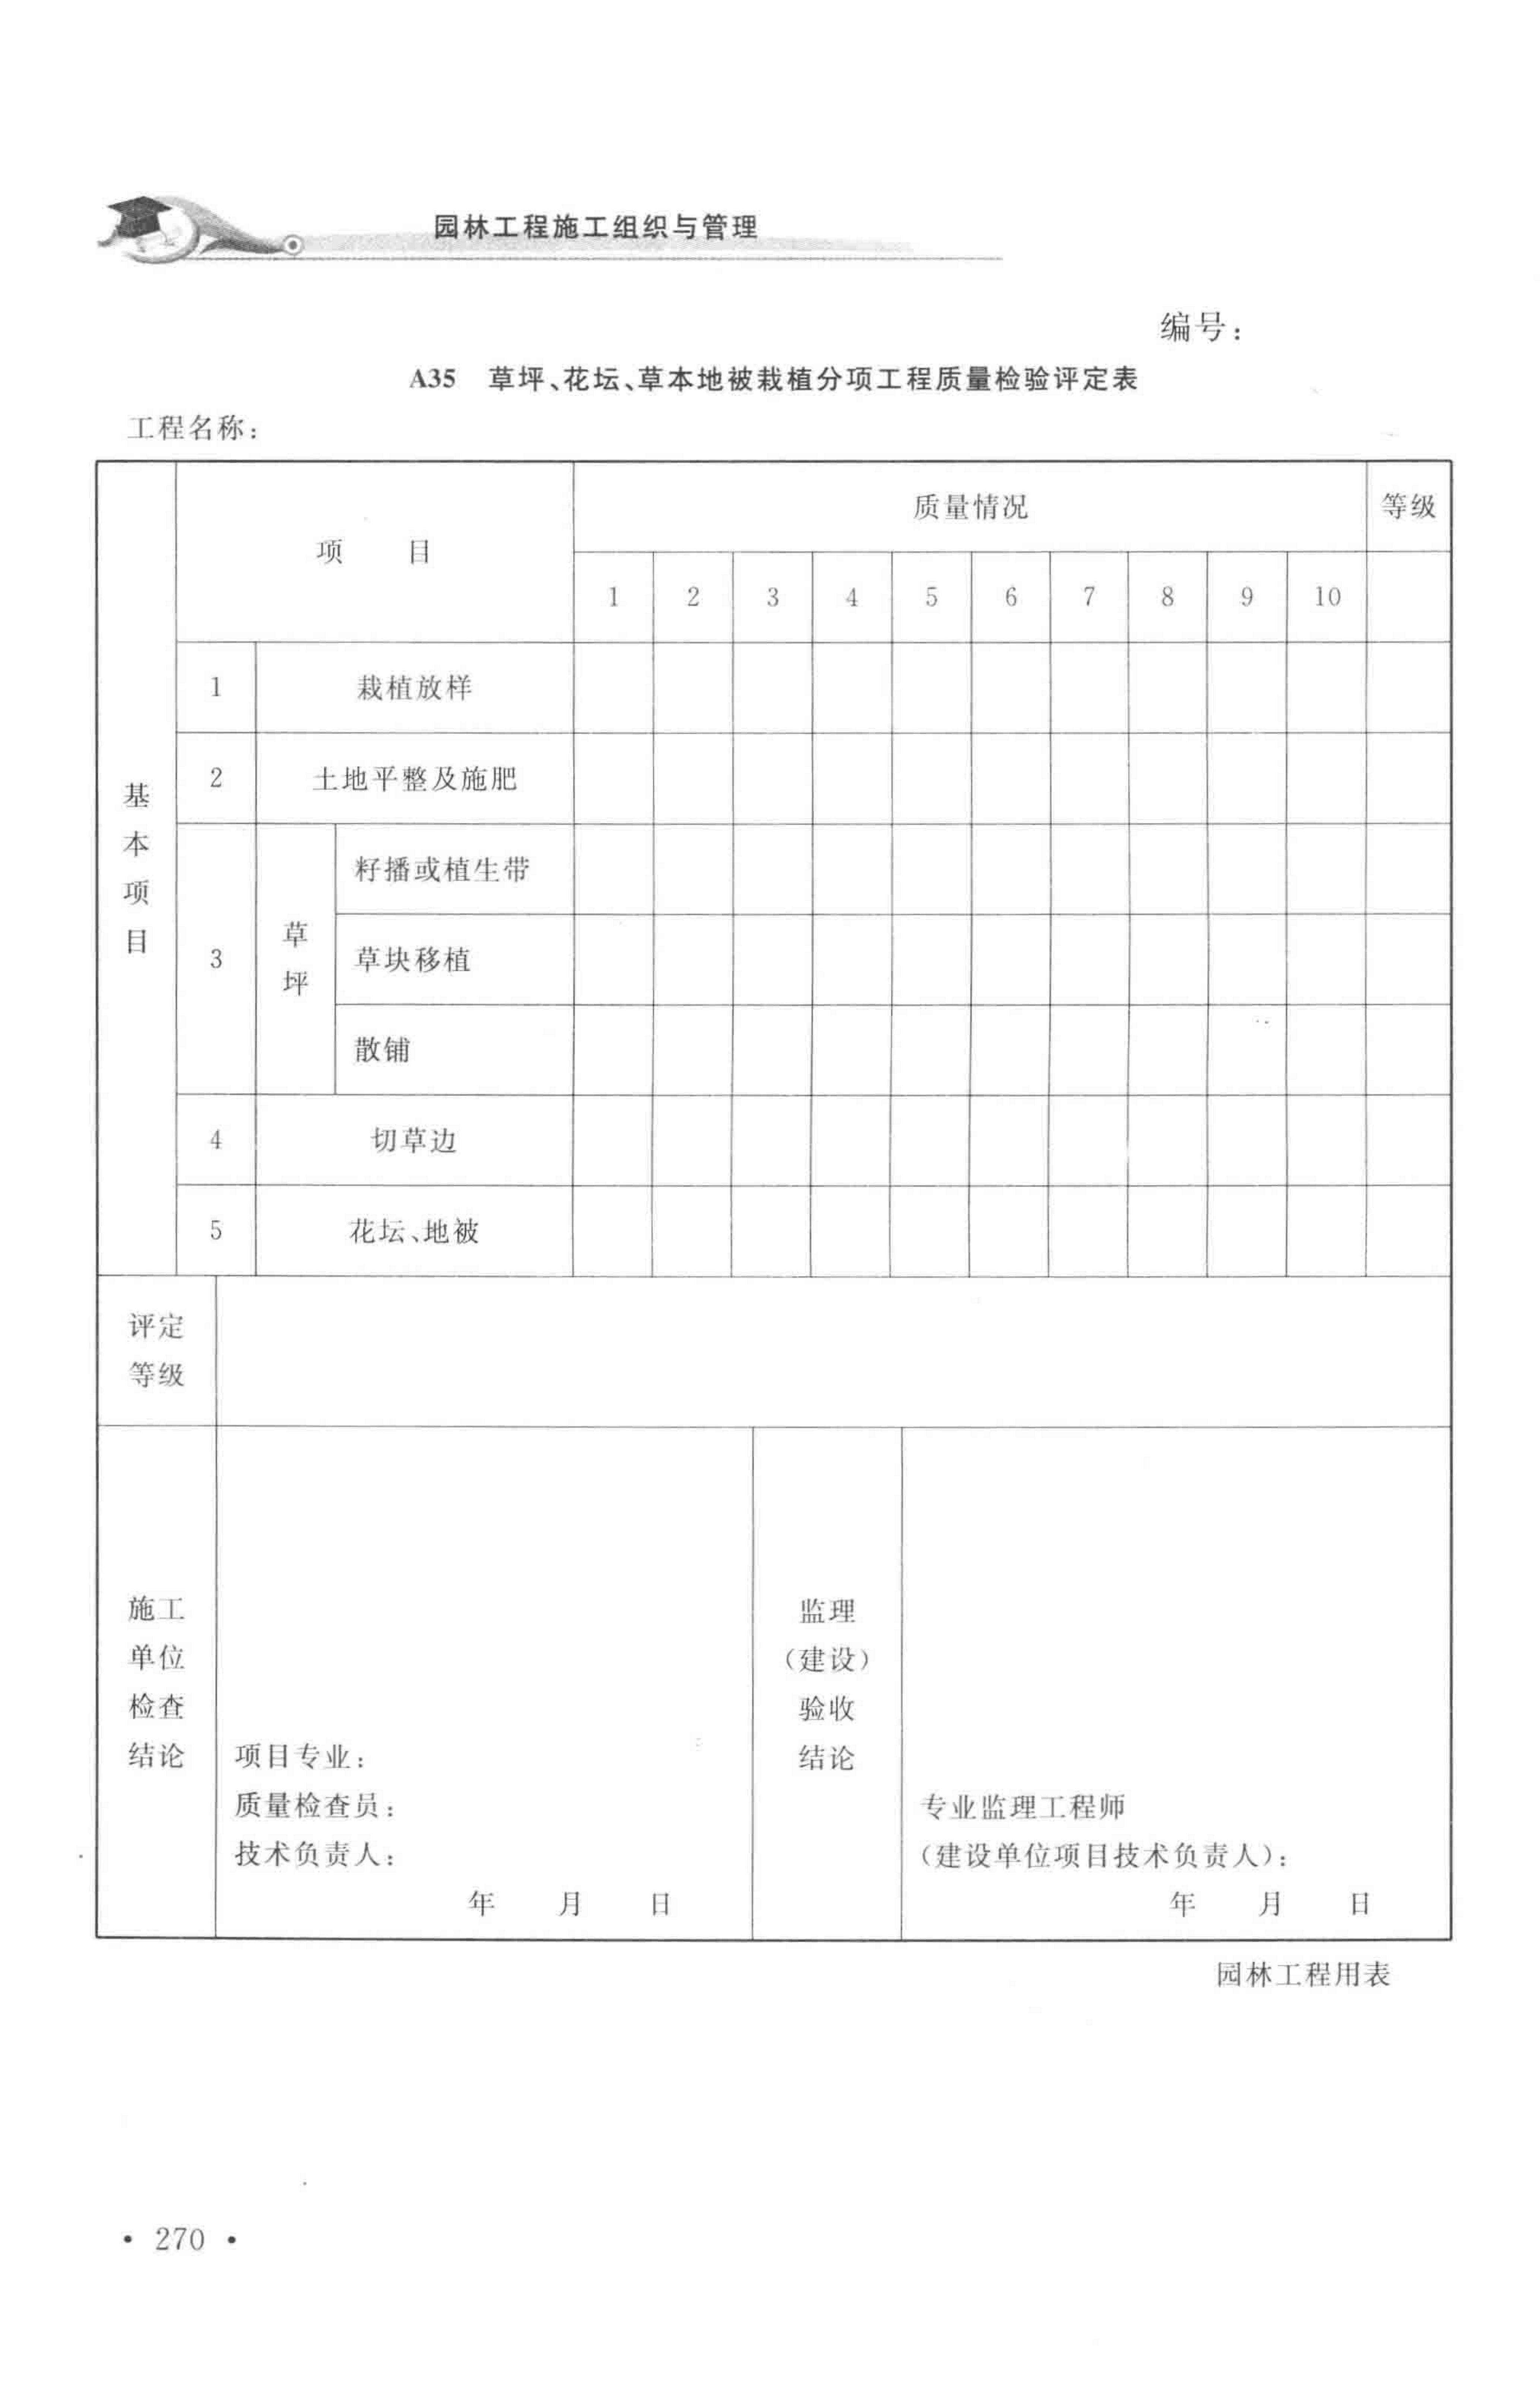 园林工程施工组织与管理
编号：
A35 草坪、花坛、草本地被栽植分项工程质量检验评定表
工程名称：
项 目
质量情况
等级
1 2 3 4 5 6 7 8 9 10
基
本
项
目
1 栽植放样
2 土地平整及施肥
3
草
坪
籽播或植生带
草块移植
散铺
4 切草边
5 花坛、地被
评定
等级
施工
单位
检查
结论
项目专业：
质量检查员：
技术负责人：
年 月 日
监理
（建设）
验收
结论
专业监理工程师
（建设单位项目技术负责人）：
年 月 日
园林工程用表
· 270 ·